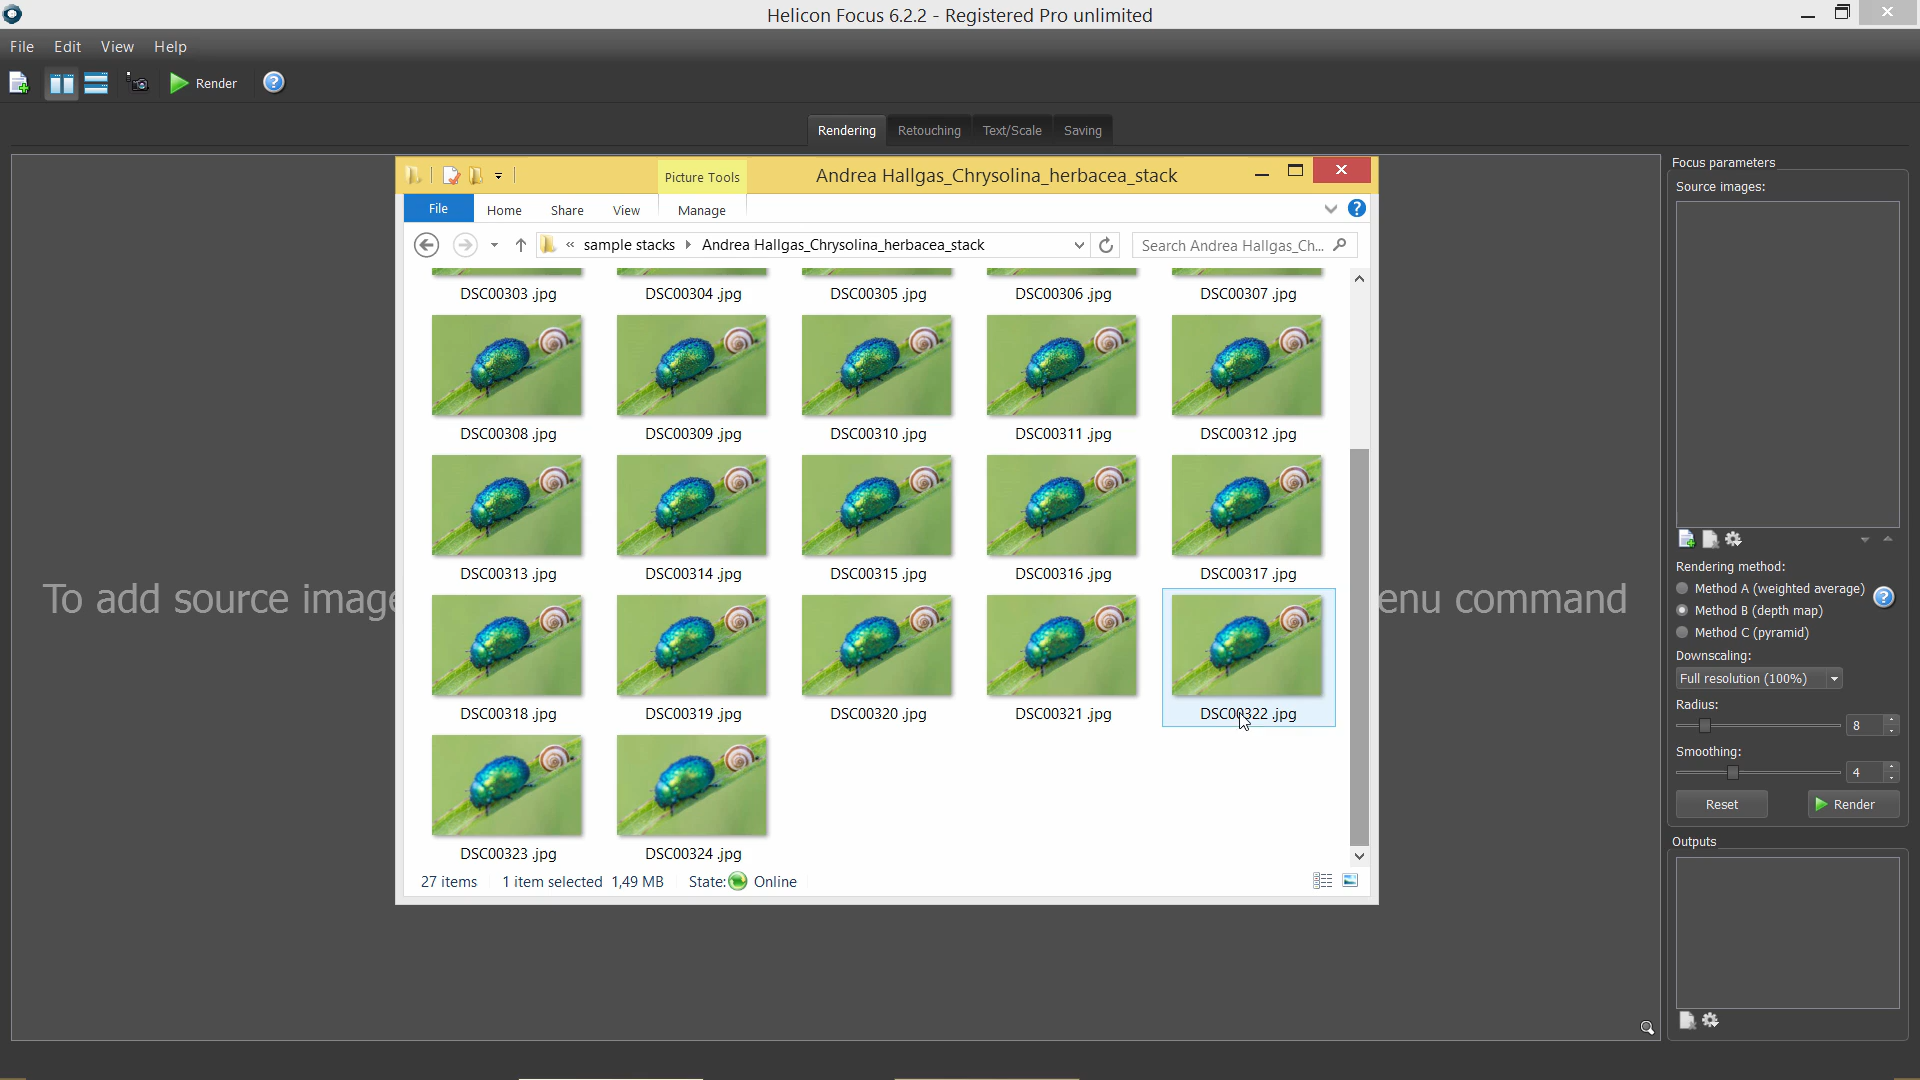 Helicon Focus 6.2.2 - Registered Pro unlimited
File Edit View Help
Render
Rendering Retouching Text/Scale Saving
To add source image
enu command
Picture Tools
Andrea Hallgas_Chrysolina_herbacea_stack
File Home Share View Manage
« sample stacks Andrea Hallgas_Chrysolina_herbacea_stack
Search Andrea Hallgas_Ch...
DSC00303 .jpg DSC00304 .jpg DSC00305 .jpg DSC00306 .jpg DSC00307 .jpg
DSC00308 .jpg DSC00309 .jpg DSC00310 .jpg DSC00311 .jpg DSC00312 .jpg
DSC00313 .jpg DSC00314 .jpg DSC00315 .jpg DSC00316 .jpg DSC00317 .jpg
DSC00318 .jpg DSC00319 .jpg DSC00320 .jpg DSC00321 .jpg DSC00322 .jpg
DSC00323 .jpg DSC00324 .jpg
27 items 1 item selected 1,49 MB State: Online
Focus parameters
Source images:
Rendering method:
Method A (weighted average)
Method B (depth map)
Method C (pyramid)
Downscaling:
Full resolution (100%)
Radius:
8
Smoothing:
4
Reset Render
Outputs